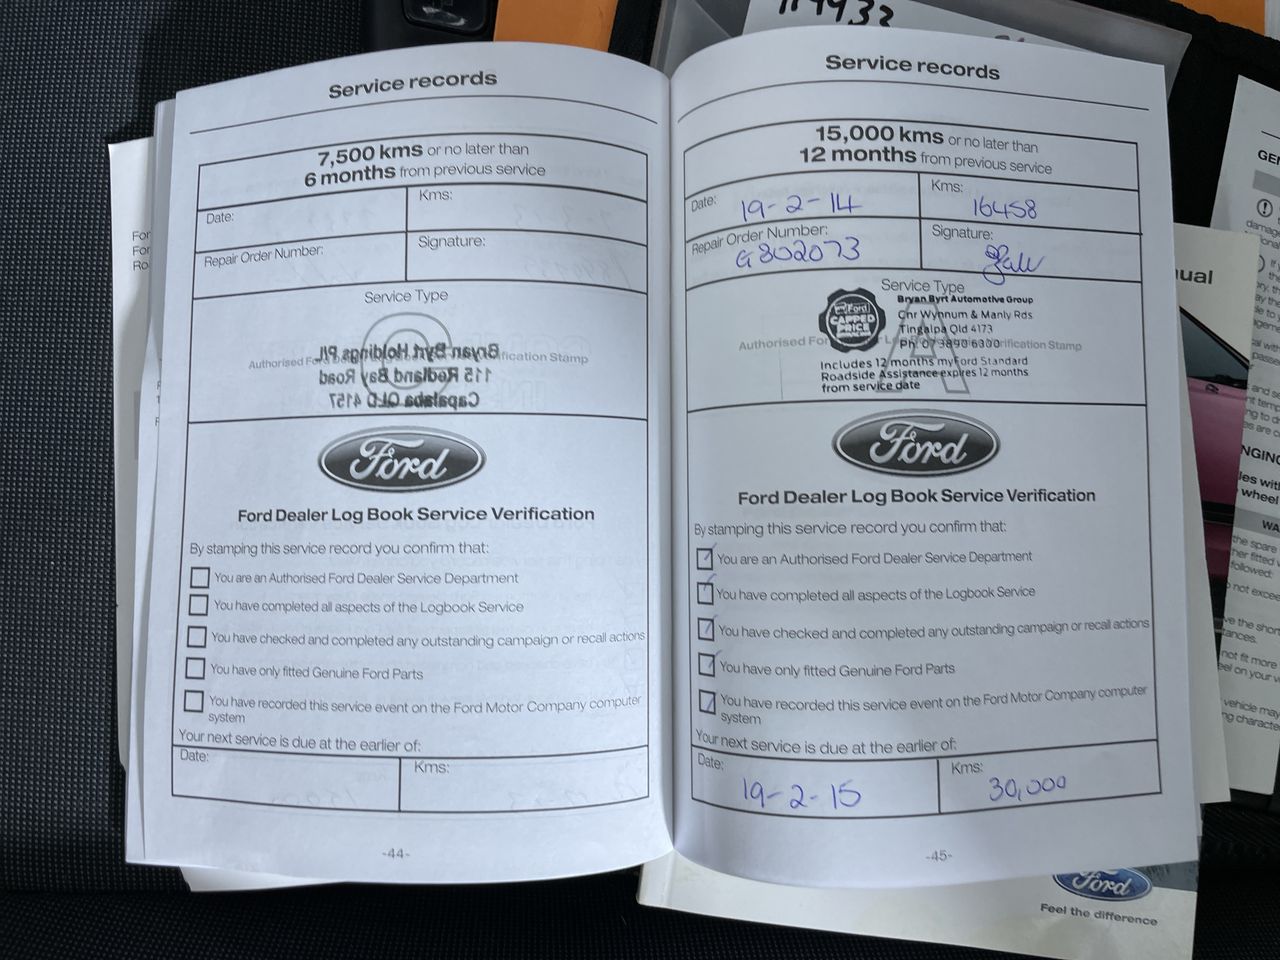 Service records
7,500 kms or no later than
6 months from previous service
Date:
Kms:
Repair Order Number:
Signature:
Service Type
Authorised Ford Dealer
Verification Stamp
Bryan Byrt Holdings P/L
115 Redland Bay Road
Capalaba QLD 4157
Ford
Ford Dealer Log Book Service Verification
By stamping this service record you confirm that:
You are an Authorised Ford Dealer Service Department
You have completed all aspects of the Logbook Service
You have checked and completed any outstanding campaign or recall actions
You have only fitted Genuine Ford Parts
You have recorded this service event on the Ford Motor Company computer
system
Your next service is due at the earlier of:
Date:
Kms:
-44-
Service records
15,000 kms or no later than
12 months from previous service
Date: 19-2-14
Kms: 16458
Repair Order Number: G802073
Signature:
Service Type
A
Ford
CAPPED
PRICE
Bryan Byrt Automotive Group
Cnr Wynnum & Manly Rds
Tingalpa Qld 4173
Ph: 07 3890 6000
Authorised Ford
Verification Stamp
Includes 12 months myFord Standard
Roadside Assistance expires 12 months
from service date
Ford
Ford Dealer Log Book Service Verification
By stamping this service record you confirm that:
You are an Authorised Ford Dealer Service Department
You have completed all aspects of the Logbook Service
You have checked and completed any outstanding campaign or recall actions
You have only fitted Genuine Ford Parts
You have recorded this service event on the Ford Motor Company computer
system
Your next service is due at the earlier of:
Date: 19-2-15
Kms: 30,000
-45-
Ford
Feel the difference